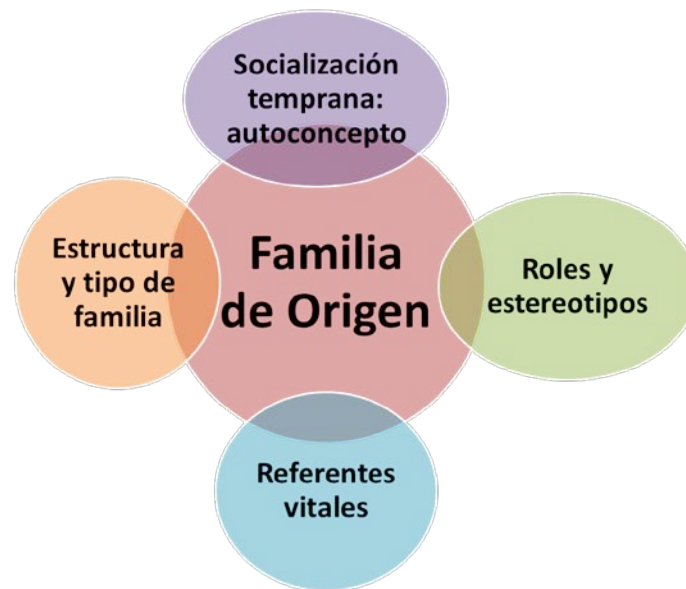 Socialización
temprana:
autoconcepto
Estructura
y tipo de
familia
Familia
de Origen
Roles y
estereotipos
Referentes
vitales